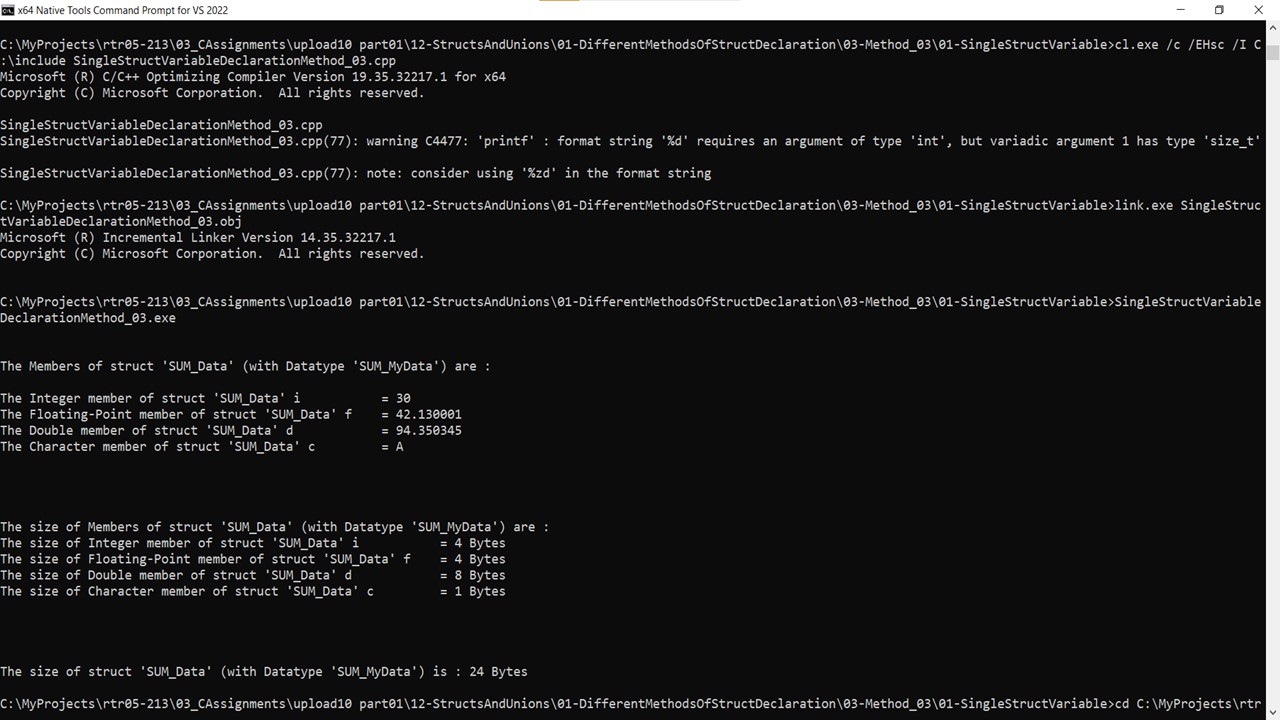 x64 Native Tools Command Prompt for VS 2022
C:\MyProjects\rtr05-213\03_CAssignments\upload10 part01\12-StructsAndUnions\01-DifferentMethodsOfStructDeclaration\03-Method_03\01-SingleStructVariable>cl.exe /c /EHsc /I C
:\include SingleStructVariableDeclarationMethod_03.cpp
Microsoft (R) C/C++ Optimizing Compiler Version 19.35.32217.1 for x64
Copyright (C) Microsoft Corporation.  All rights reserved.
SingleStructVariableDeclarationMethod_03.cpp
SingleStructVariableDeclarationMethod_03.cpp(77): warning C4477: 'printf' : format string '%d' requires an argument of type 'int', but variadic argument 1 has type 'size_t'
SingleStructVariableDeclarationMethod_03.cpp(77): note: consider using '%zd' in the format string
C:\MyProjects\rtr05-213\03_CAssignments\upload10 part01\12-StructsAndUnions\01-DifferentMethodsOfStructDeclaration\03-Method_03\01-SingleStructVariable>link.exe SingleStruc
tVariableDeclarationMethod_03.obj
Microsoft (R) Incremental Linker Version 14.35.32217.1
Copyright (C) Microsoft Corporation.  All rights reserved.
C:\MyProjects\rtr05-213\03_CAssignments\upload10 part01\12-StructsAndUnions\01-DifferentMethodsOfStructDeclaration\03-Method_03\01-SingleStructVariable>SingleStructVariable
DeclarationMethod_03.exe
The Members of struct 'SUM_Data' (with Datatype 'SUM_MyData') are :
The Integer member of struct 'SUM_Data' i          = 30
The Floating-Point member of struct 'SUM_Data' f    = 42.130001
The Double member of struct 'SUM_Data' d            = 94.350345
The Character member of struct 'SUM_Data' c         = A
The size of Members of struct 'SUM_Data' (with Datatype 'SUM_MyData') are :
The size of Integer member of struct 'SUM_Data' i           = 4 Bytes
The size of Floating-Point member of struct 'SUM_Data' f    = 4 Bytes
The size of Double member of struct 'SUM_Data' d            = 8 Bytes
The size of Character member of struct 'SUM_Data' c         = 1 Bytes
The size of struct 'SUM_Data' (with Datatype 'SUM_MyData') is : 24 Bytes
C:\MyProjects\rtr05-213\03_CAssignments\upload10 part01\12-StructsAndUnions\01-DifferentMethodsOfStructDeclaration\03-Method_03\01-SingleStructVariable>cd C:\MyProjects\rtr